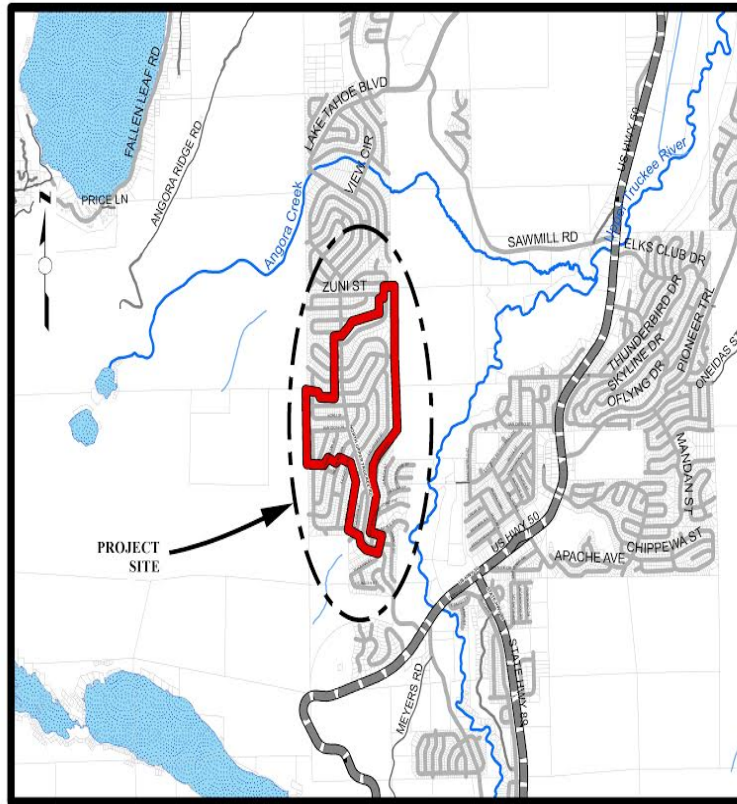 LAKE TAHOE BLVD
FALLEN LEAF RD
ANGORA RIDGE RD
US HWY 50
Upper Truckee River
VIEW CIR
PRICE LN
N
Angora Creek
SAWMILL RD
ELKS CLUB DR
ZUNI ST
THUNDERBIRD DR
SKYLINE DR
OFLYNG DR
PIONEER TRL
ONEIDAS ST
MANDAN ST
PROJECT
SITE
US HWY 50
APACHE AVE
CHIPPEWA ST
STATE HWY 89
MEYERS RD